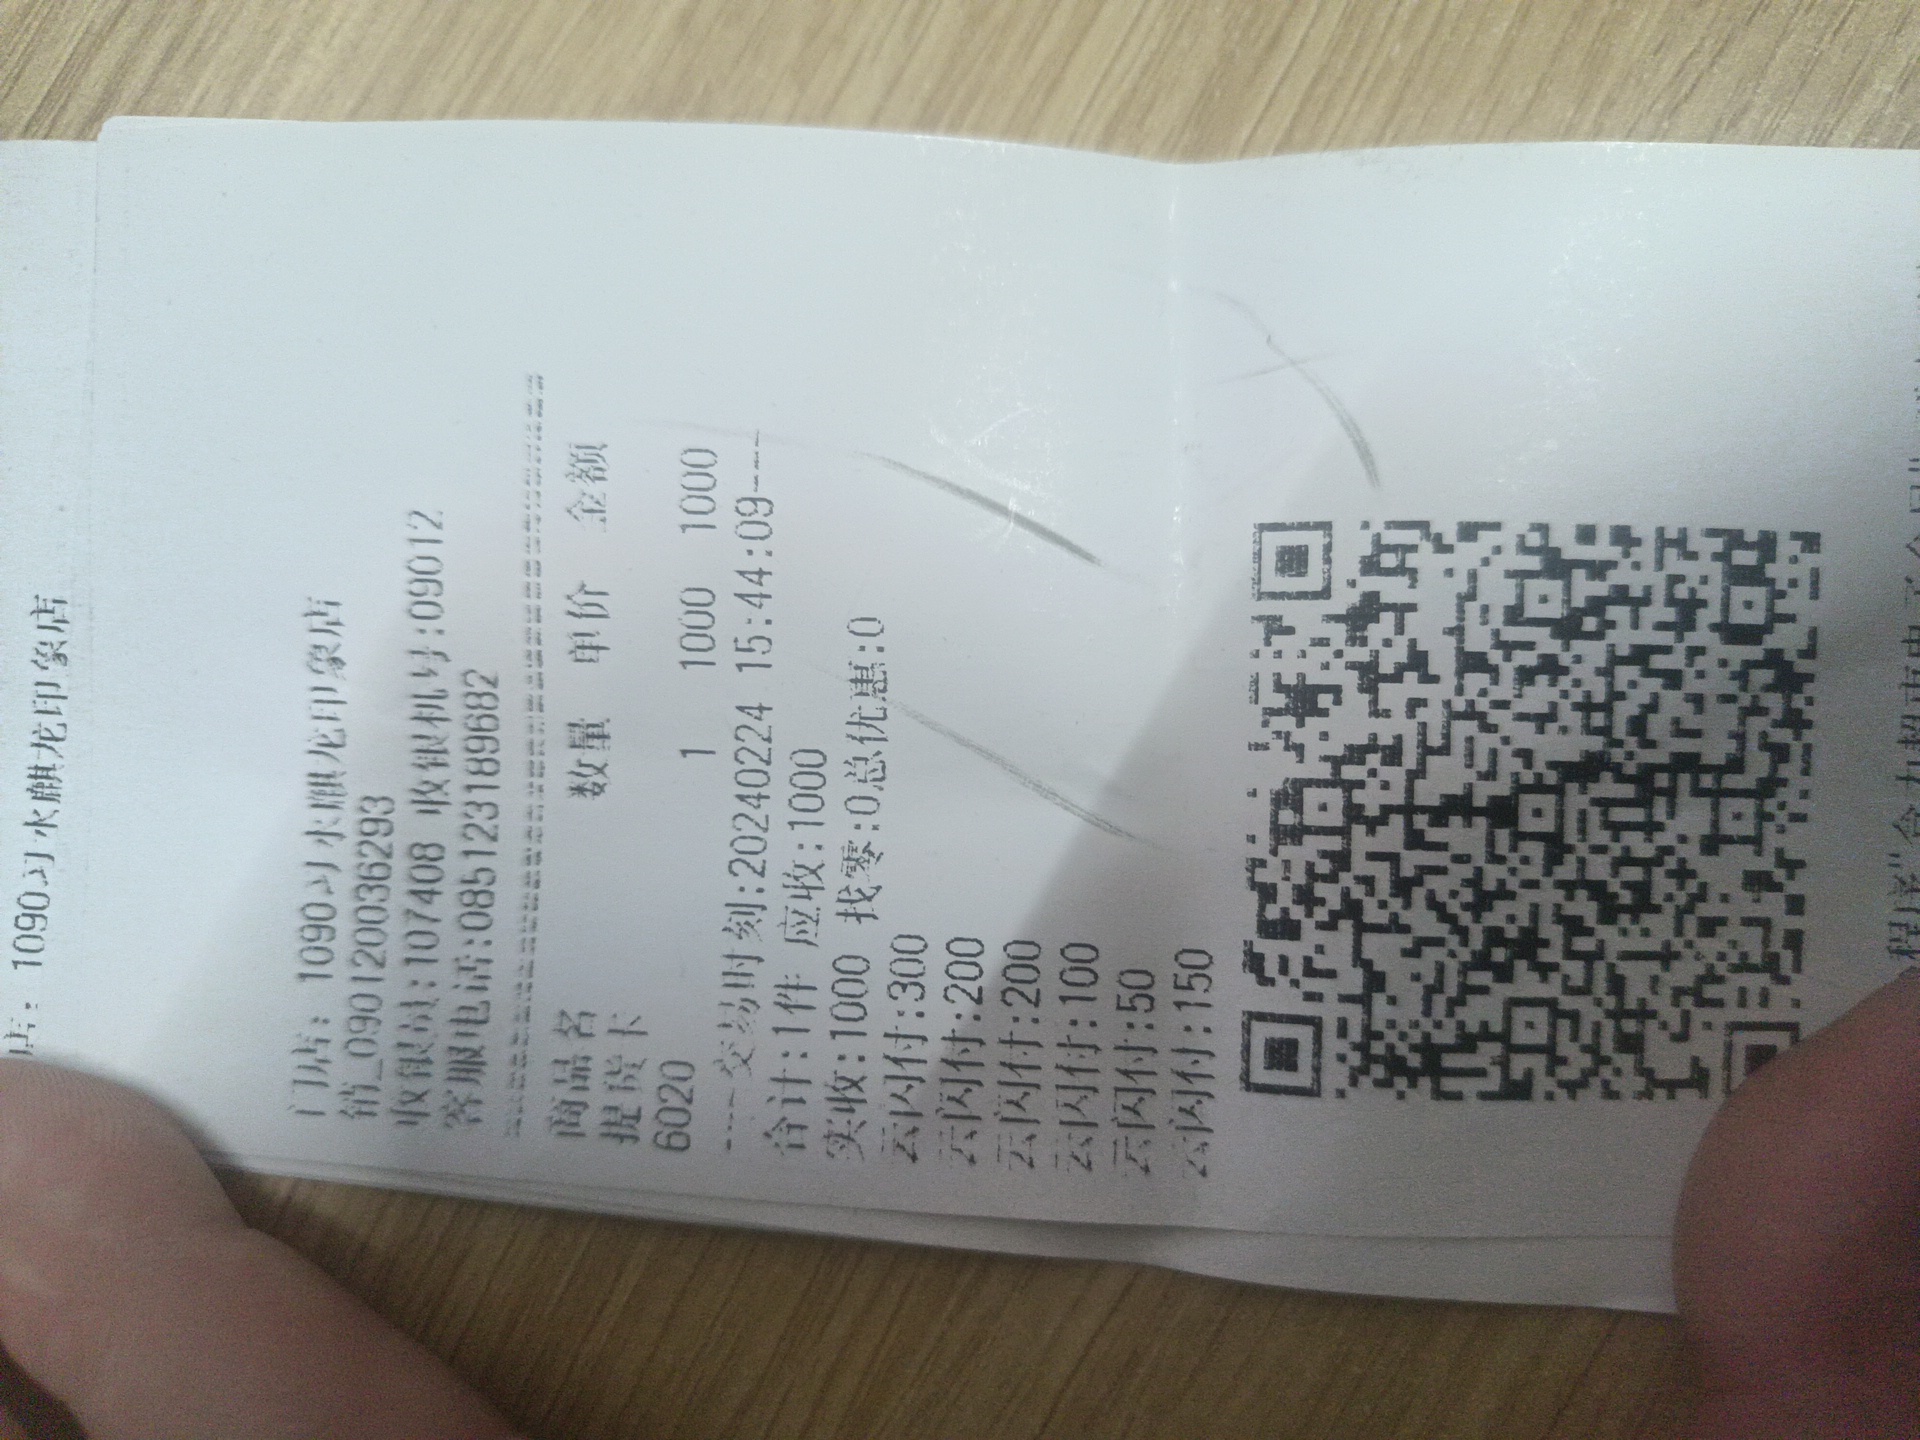 店: 1090习水麒龙印象店
门店: 1090习水麒龙印象店
销_090120036293
收银员:107408 收银机号:09012
客服电话:085123189682
商品名 数量 单价 金额
提货卡
6020 1 1000 1000
----交易时刻:20240224 15:44:09----
合计:1件 应收:1000
实收:1000 找零:0总优惠:0
云闪付:300
云闪付:200
云闪付:200
云闪付:100
云闪付:50
云闪付:150